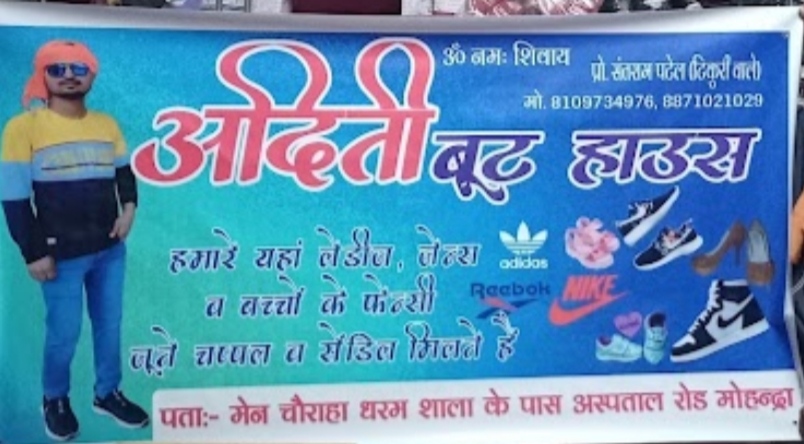 ॐ नमः शिवाय
प्रो. संतराम पटेल (टिकुरी वाले)
मो. 8109734976, 8871021029
अदिती बूट हाउस
हमारे यहां लेडीज, जेन्टस
व बच्चों के फेन्सी
जूते चप्पल व सेंडिल मिलते है
adidas
Reebok
NIKE
पता:- मेन चौराहा धरम शाला के पास अस्पताल रोड मोहन्द्रा